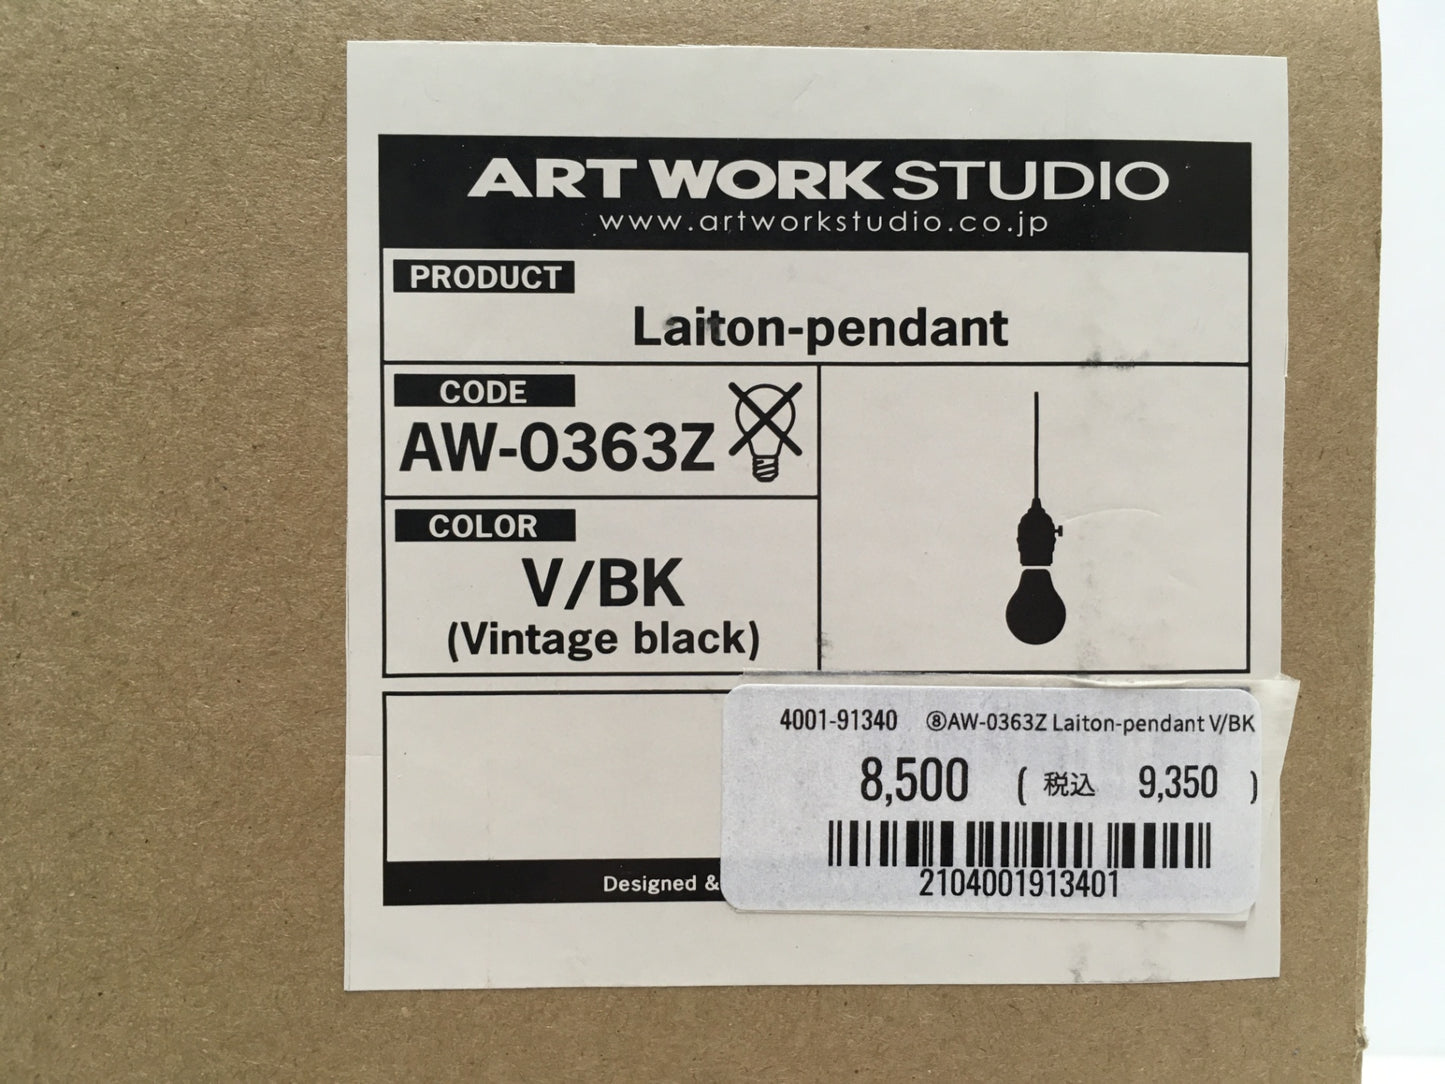 ART WORK STUDIO
www.artworkstudio.co.jp
PRODUCT
Laiton-pendant
CODE
AW-0363Z
COLOR
V/BK
(Vintage black)
4001-91340 ⑧AW-0363Z Laiton-pendant V/BK
8,500 ( 税込 9,350 )
2104001913401
Designed &